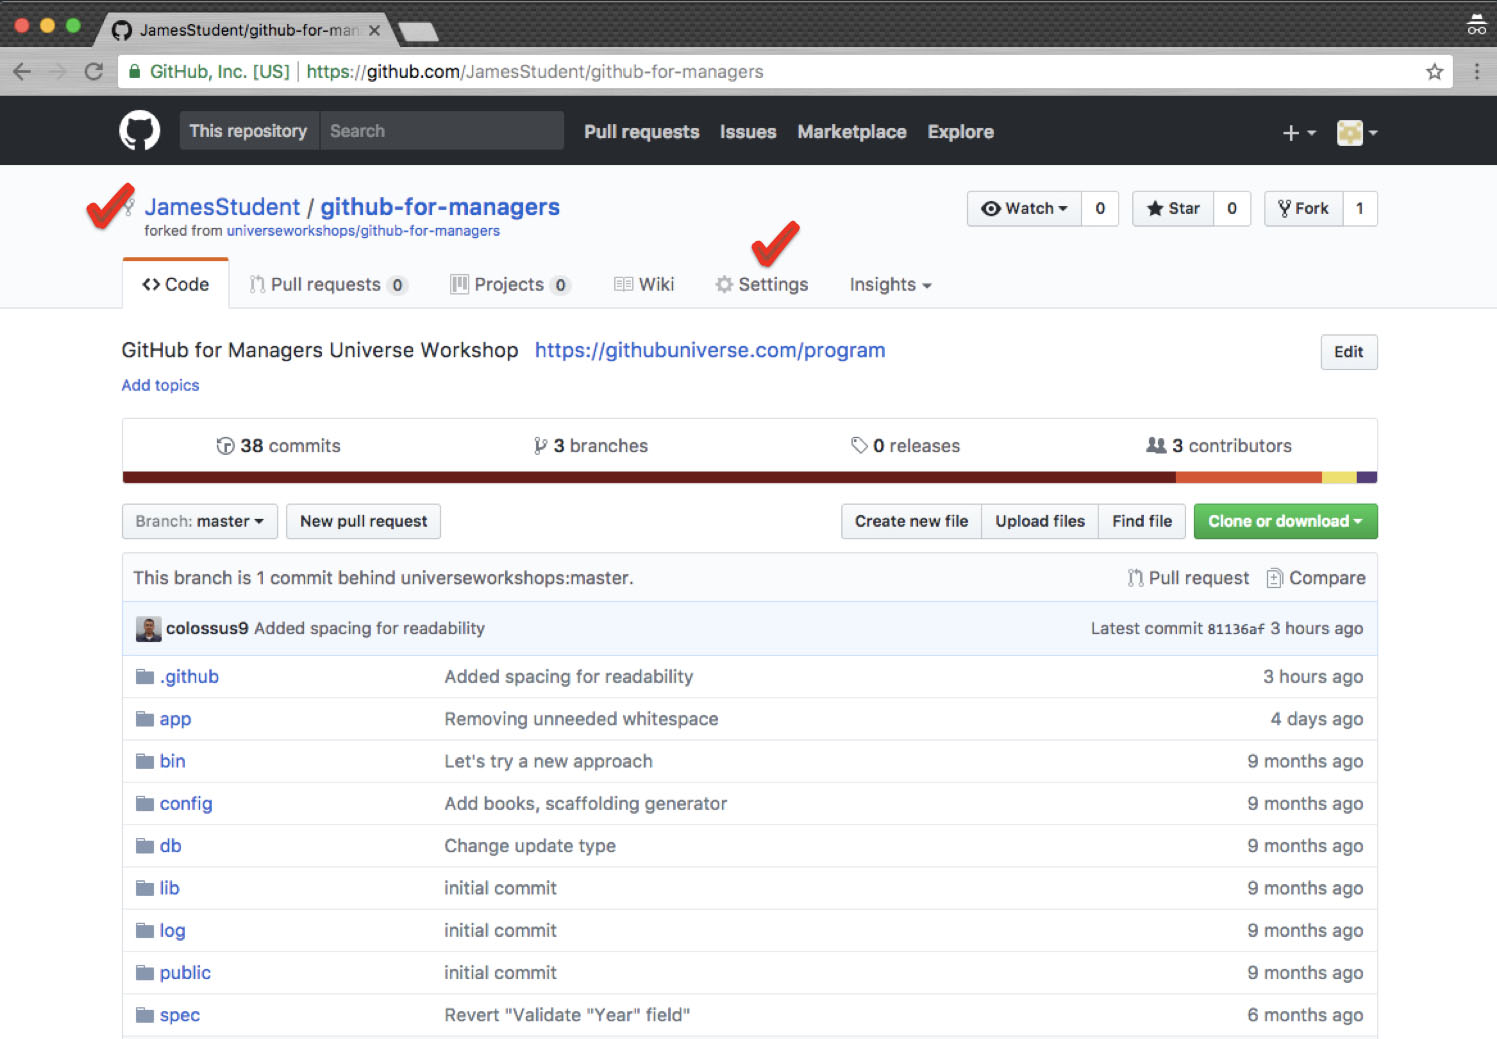 JamesStudent/github-for-man
GitHub, Inc. [US] https://github.com/JamesStudent/github-for-managers
This repository Search Pull requests Issues Marketplace Explore
JamesStudent / github-for-managers Watch 0 Star 0 Fork 1
forked from universeworkshops/github-for-managers
Code Pull requests 0 Projects 0 Wiki Settings Insights
GitHub for Managers Universe Workshop https://githubuniverse.com/program Edit
Add topics
38 commits 3 branches 0 releases 3 contributors
Branch: master New pull request Create new file Upload files Find file Clone or download
This branch is 1 commit behind universeworkshops:master. Pull request Compare
colossus9 Added spacing for readability Latest commit 81136af 3 hours ago
.github Added spacing for readability 3 hours ago
app Removing unneeded whitespace 4 days ago
bin Let's try a new approach 9 months ago
config Add books, scaffolding generator 9 months ago
db Change update type 9 months ago
lib initial commit 9 months ago
log initial commit 9 months ago
public initial commit 9 months ago
spec Revert "Validate "Year" field" 6 months ago